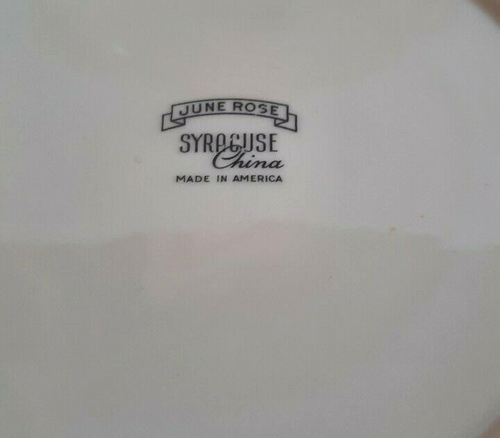 JUNE ROSE
SYRACUSE
China
MADE IN AMERICA